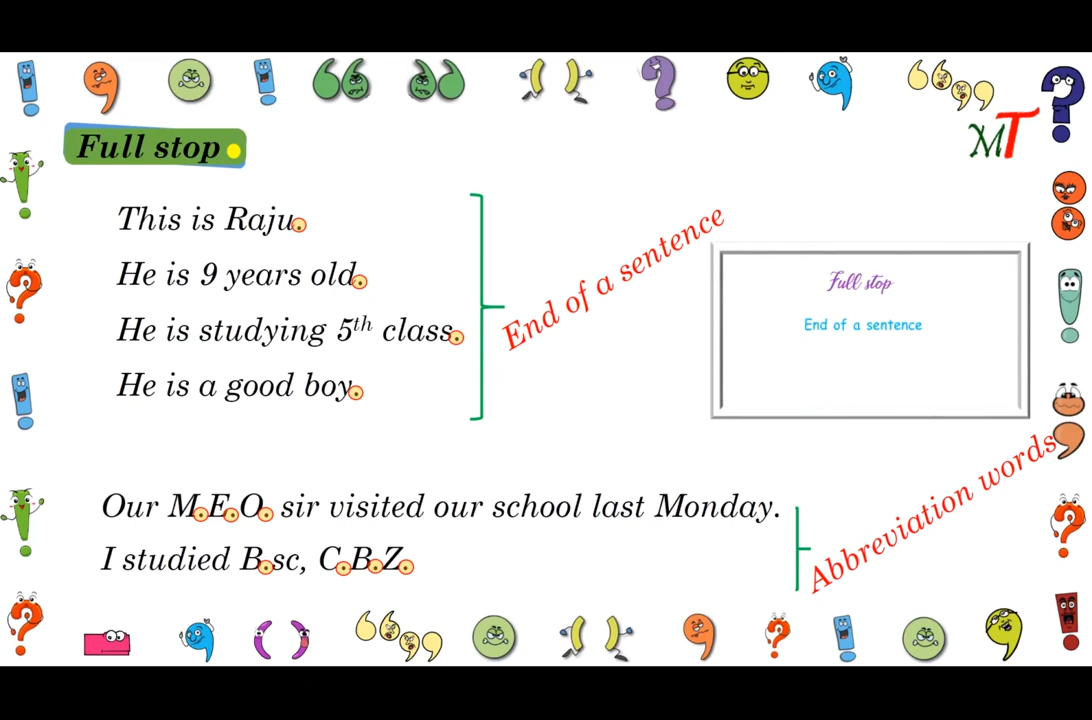 MT
Full stop.
This is Raju.
He is 9 years old.
He is studying 5th class.
He is a good boy.
End of a sentence
Full stop
End of a sentence
Our M.E.O. sir visited our school last Monday.
I studied B.sc, C.B.Z.
Abbreviation words